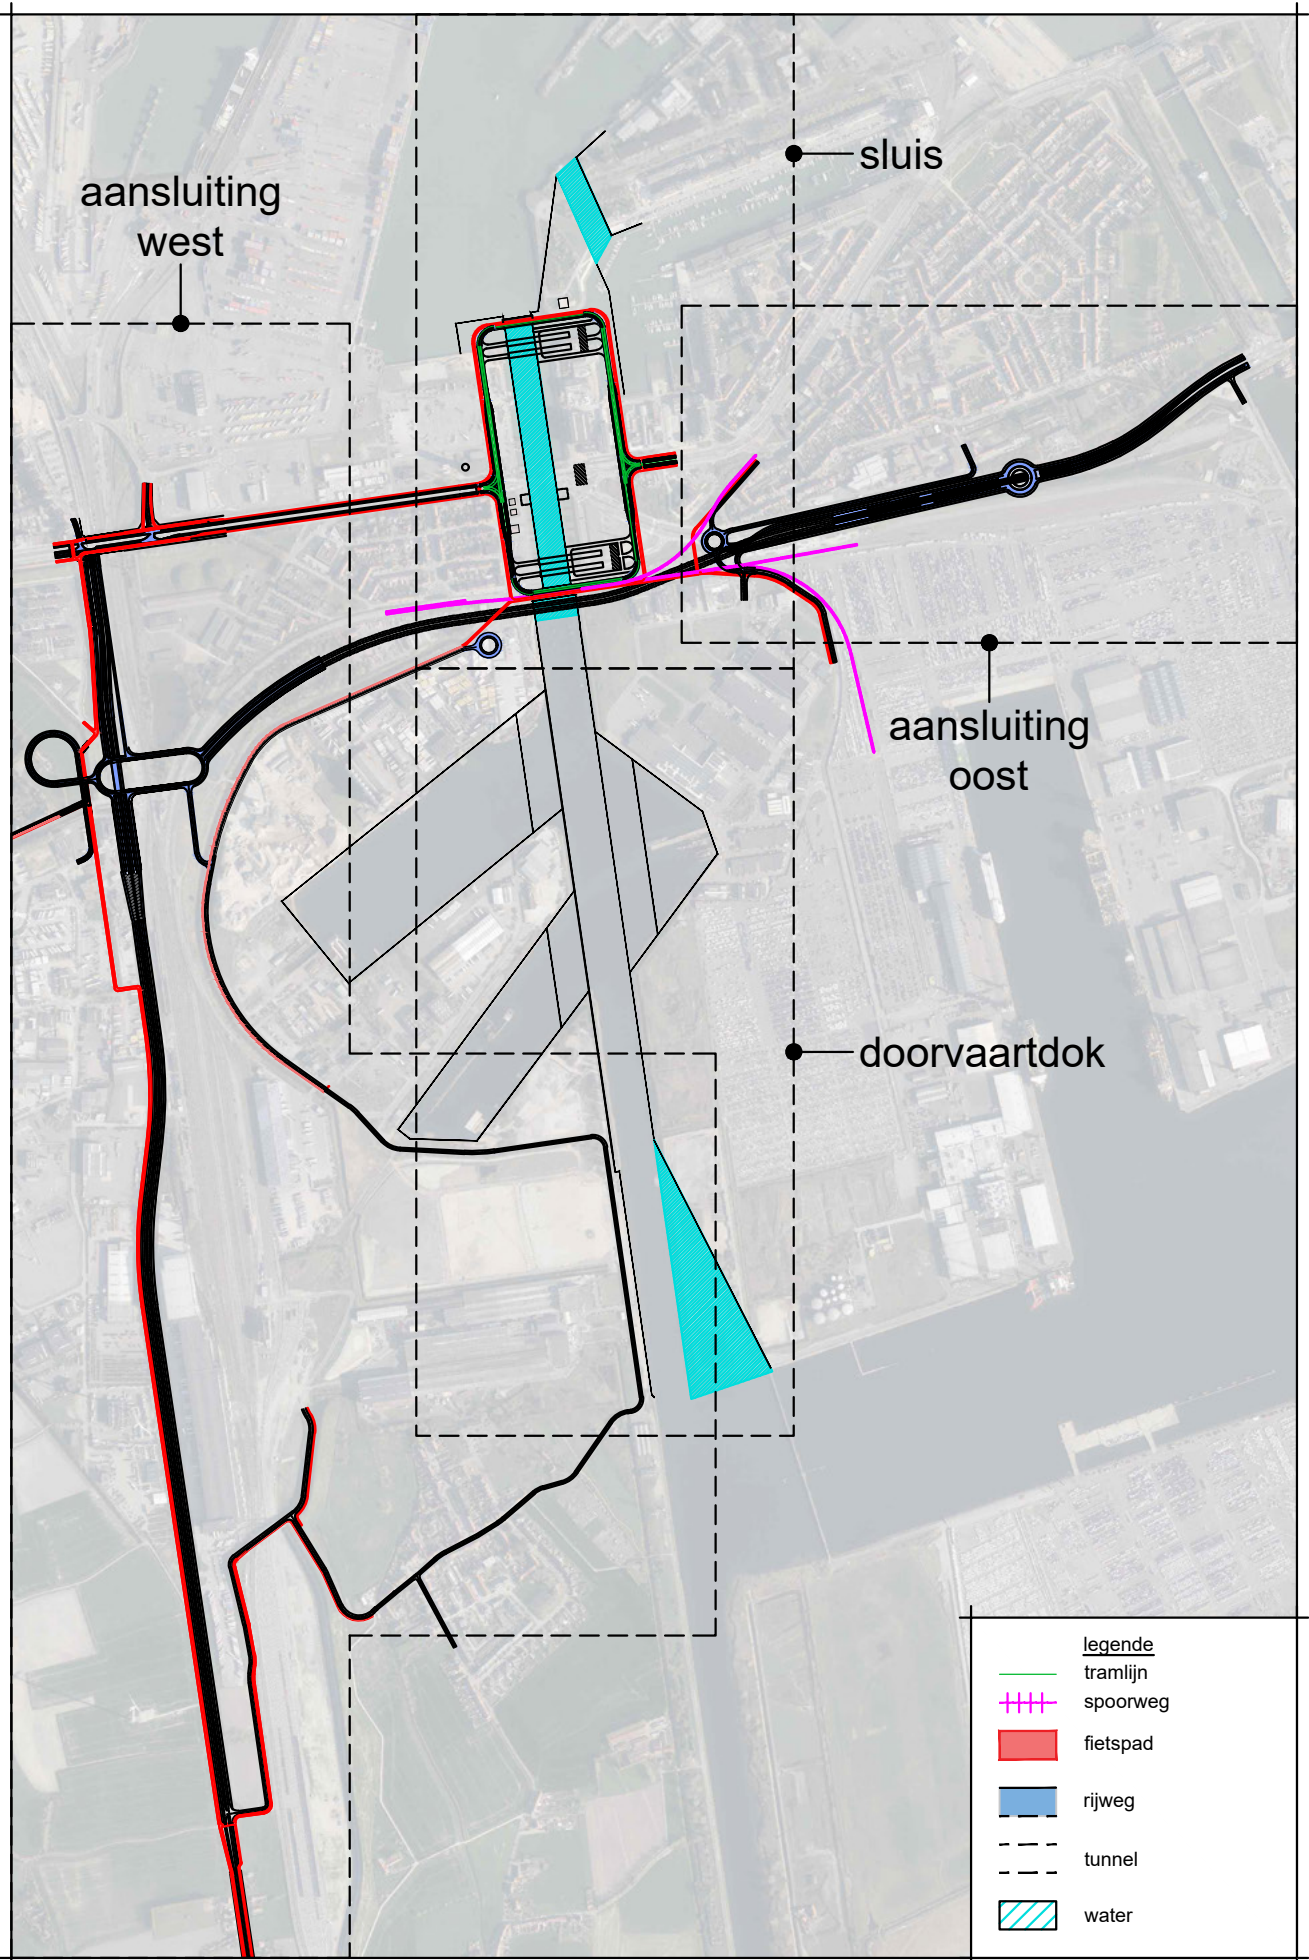 sluis
aansluiting
west
aansluiting
oost
doorvaartdok
legende
tramlijn
spoorweg
fietspad
rijweg
tunnel
water